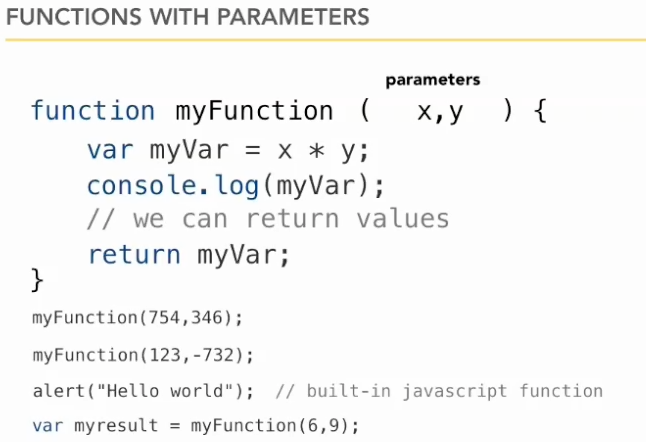 FUNCTIONS WITH PARAMETERS
parameters
function myFunction ( x,y ) {
var myVar = x * y;
console.log(myVar);
// we can return values
return myVar;
}
myFunction(754,346);
myFunction(123,-732);
alert("Hello world"); // built-in javascript function
var myresult = myFunction(6,9);